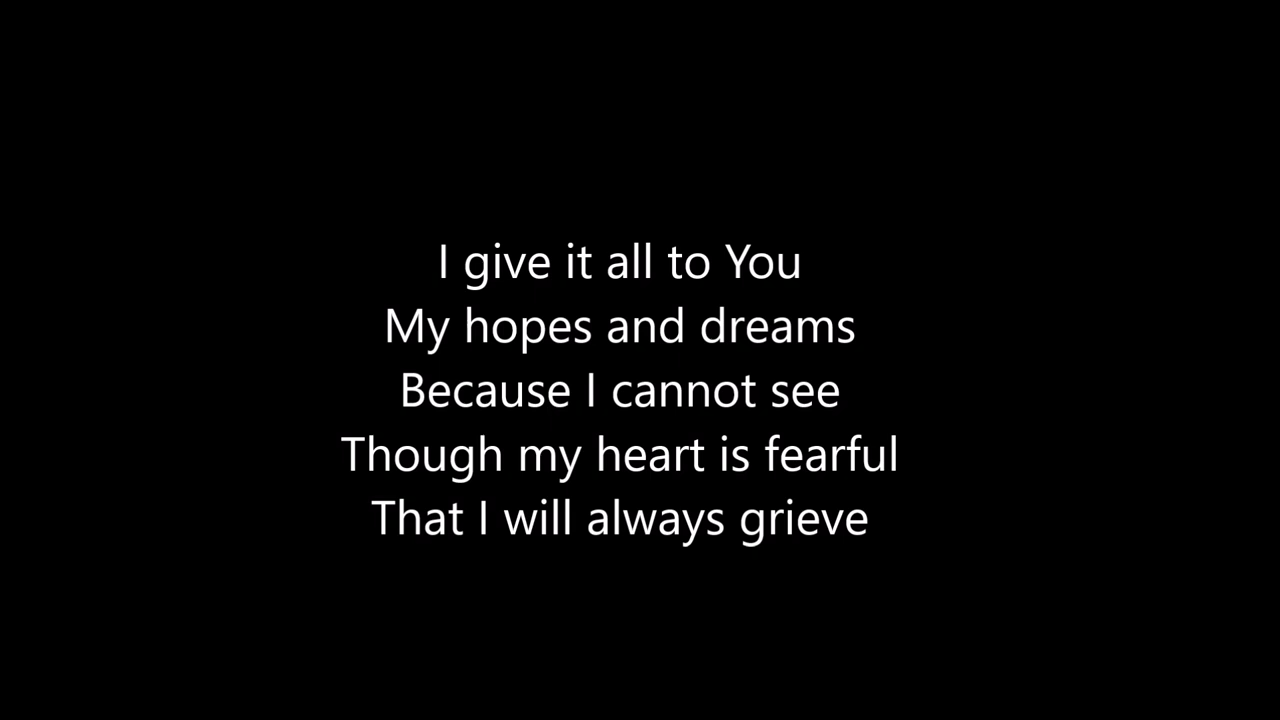 I give it all to You
My hopes and dreams
Because I cannot see
Though my heart is fearful
That I will always grieve